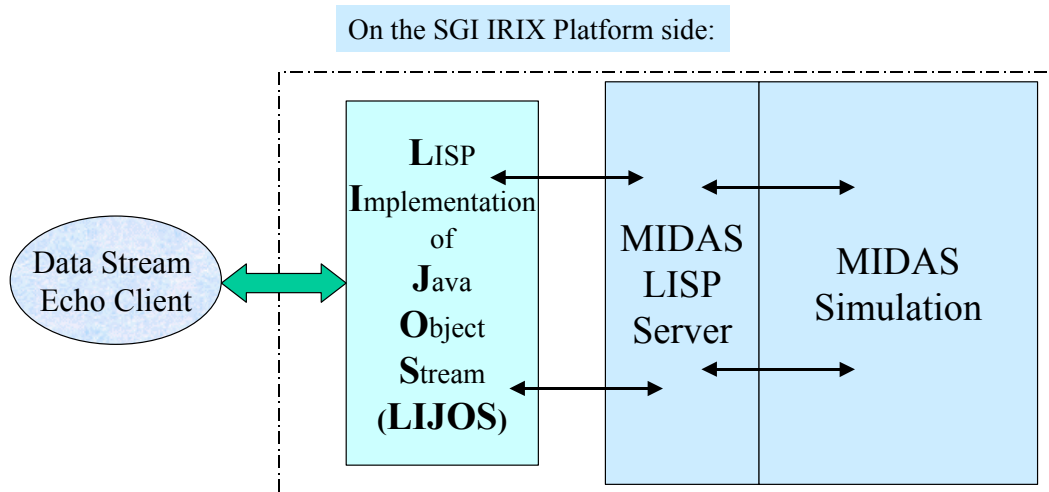 On the SGI IRIX Platform side:
Data Stream
Echo Client
LISP
Implementation
of
Java
Object
Stream
(LIJOS)
MIDAS
LISP
Server
MIDAS
Simulation